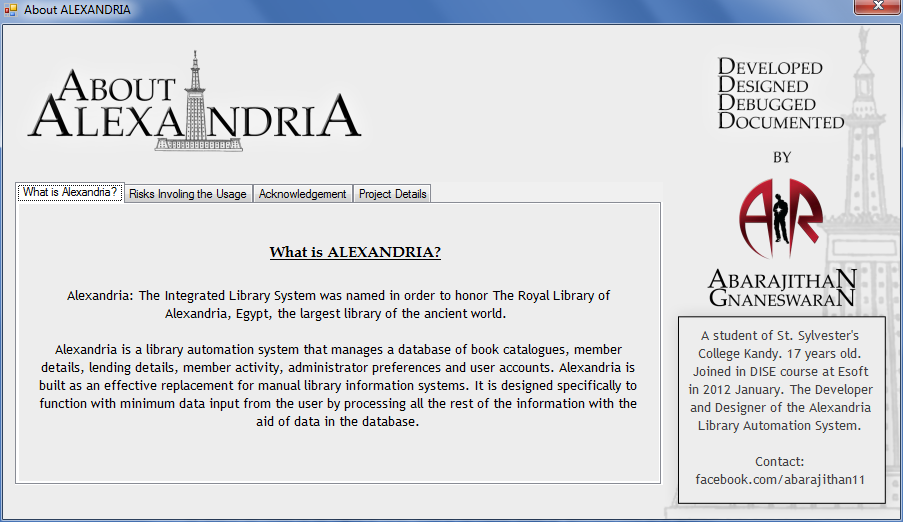 About ALEXANDRIA
ABOUT
ALEXANDRIA
What is Alexandria?
Risks Involing the Usage
Acknowledgement
Project Details
What is ALEXANDRIA?
Alexandria: The Integrated Library System was named in order to honor The Royal Library of
Alexandria, Egypt, the largest library of the ancient world.
Alexandria is a library automation system that manages a database of book catalogues, member
details, lending details, member activity, administrator preferences and user accounts. Alexandria is
built as an effective replacement for manual library information systems. It is designed specifically to
function with minimum data input from the user by processing all the rest of the information with the
aid of data in the database.
DEVELOPED
DESIGNED
DEBUGGED
DOCUMENTED
BY
AR
ABARAJITHAN
GNANESWARAN
A student of St. Sylvester's
College Kandy. 17 years old.
Joined in DISE course at Esoft
in 2012 January. The Developer
and Designer of the Alexandria
Library Automation System.
Contact:
facebook.com/abarajithan11